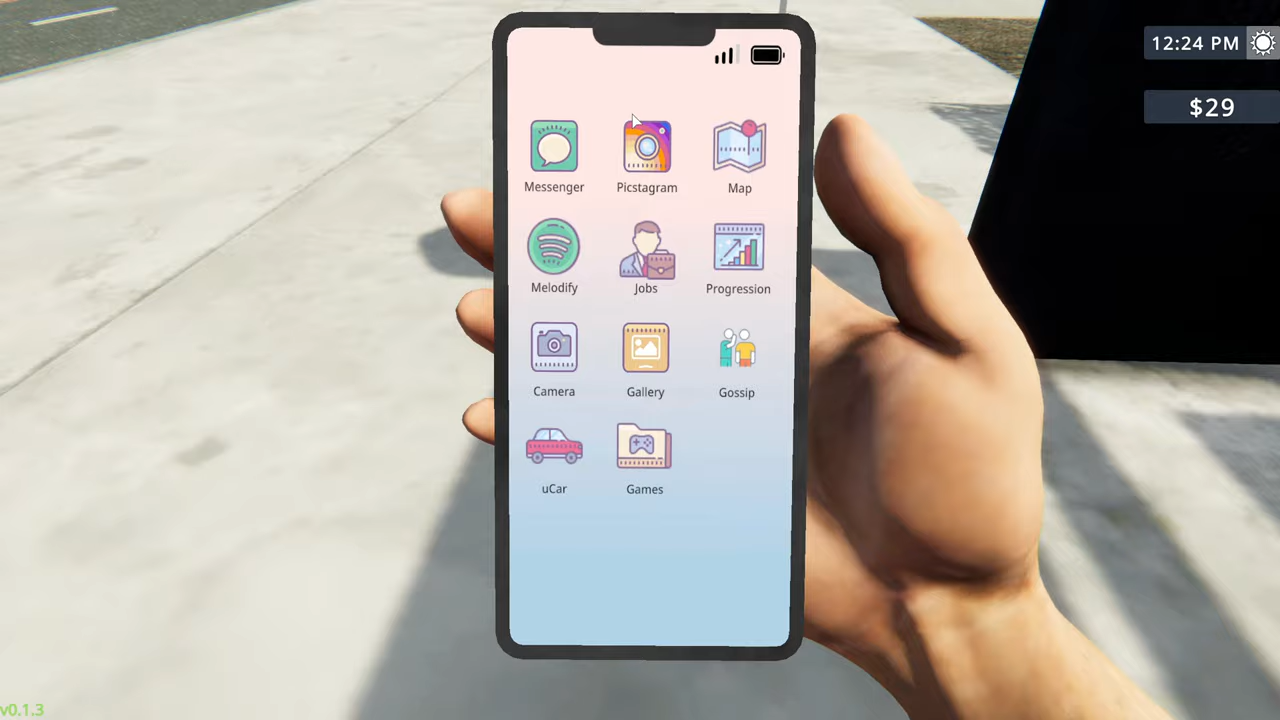 12:24 PM
$29
Messenger
Picstagram
Map
Melodify
Jobs
Progression
Camera
Gallery
Gossip
uCar
Games
v0.1.3